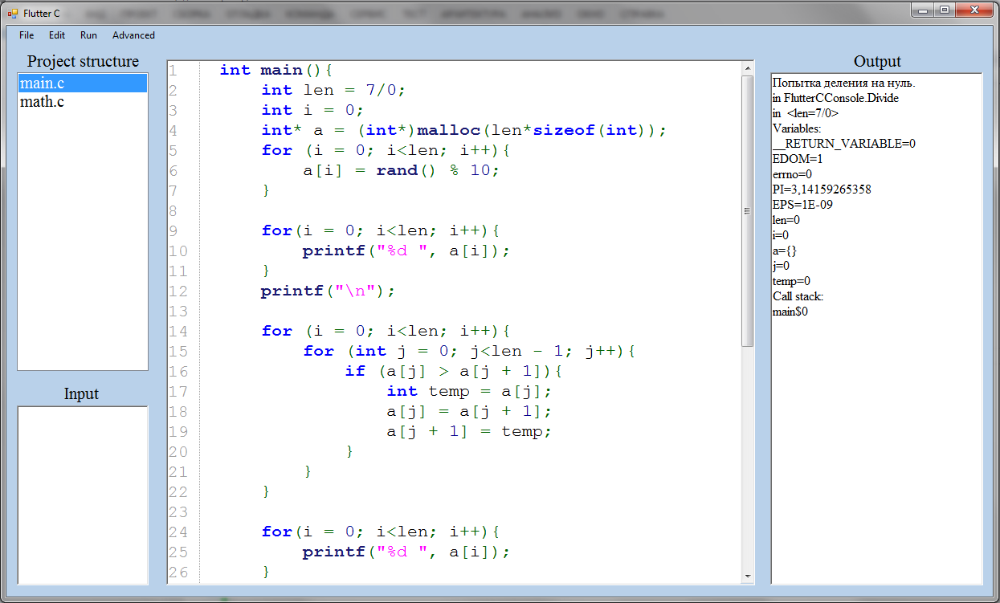 Flutter C
File Edit Run Advanced
Project structure
main.c
math.c
Input
1 int main(){
2     int len = 7/0;
3     int i = 0;
4     int* a = (int*)malloc(len*sizeof(int));
5     for (i = 0; i<len; i++){
6         a[i] = rand() % 10;
7     }
8
9     for(i = 0; i<len; i++){
10         printf("%d ", a[i]);
11     }
12     printf("\n");
13
14     for (i = 0; i<len; i++){
15         for (int j = 0; j<len - 1; j++){
16             if (a[j] > a[j + 1]){
17                 int temp = a[j];
18                 a[j] = a[j + 1];
19                 a[j + 1] = temp;
20             }
21         }
22     }
23
24     for(i = 0; i<len; i++){
25         printf("%d ", a[i]);
26     }
Output
Попытка деления на нуль.
in FlutterCConsole.Divide
in <len=7/0>
Variables:
__RETURN_VARIABLE=0
EDOM=1
errno=0
PI=3,14159265358
EPS=1E-09
len=0
i=0
a={}
j=0
temp=0
Call stack:
main$0